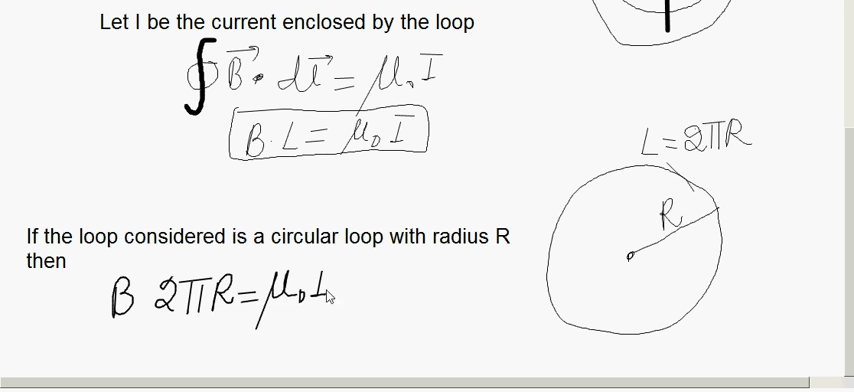 Let I be the current enclosed by the loop
∮ B⃗ · dl⃗ = μ₀ I
B · L = μ₀ I
L = 2πR
R
If the loop considered is a circular loop with radius R
then
B 2πR = μ₀ I